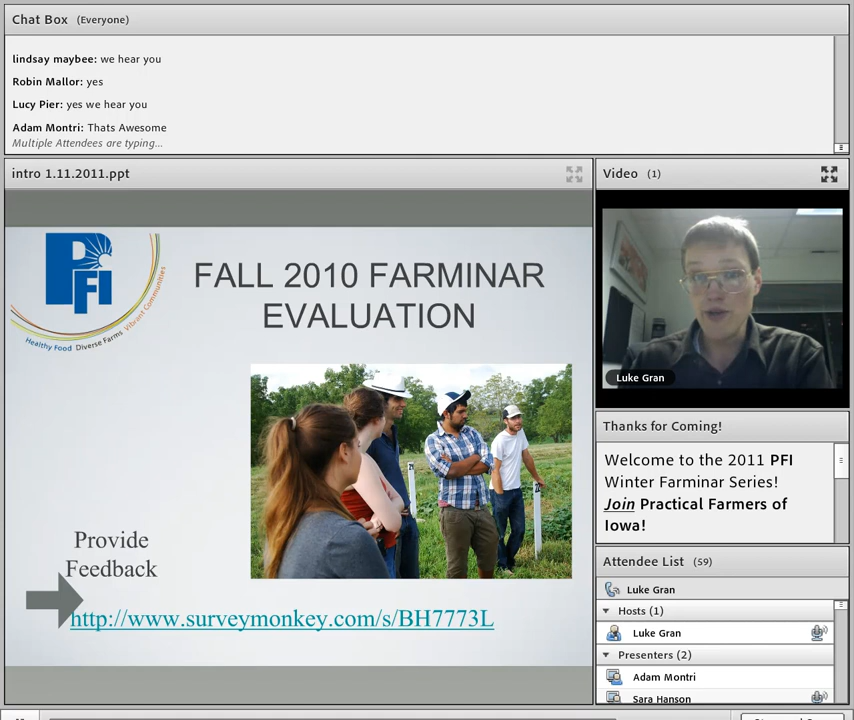 Chat Box (Everyone)
lindsay maybee: we hear you
Robin Mallor: yes
Lucy Pier: yes we hear you
Adam Montri: Thats Awesome
Multiple Attendees are typing...
intro 1.11.2011.ppt
PFI
Healthy Food Diverse Farms Vibrant Communities
FALL 2010 FARMINAR
EVALUATION
Provide
Feedback
http://www.surveymonkey.com/s/BH7773L
Video (1)
Luke Gran
Thanks for Coming!
Welcome to the 2011 PFI
Winter Farminar Series!
Join Practical Farmers of
Iowa!
Attendee List (59)
Luke Gran
Hosts (1)
Luke Gran
Presenters (2)
Adam Montri
Sara Hanson